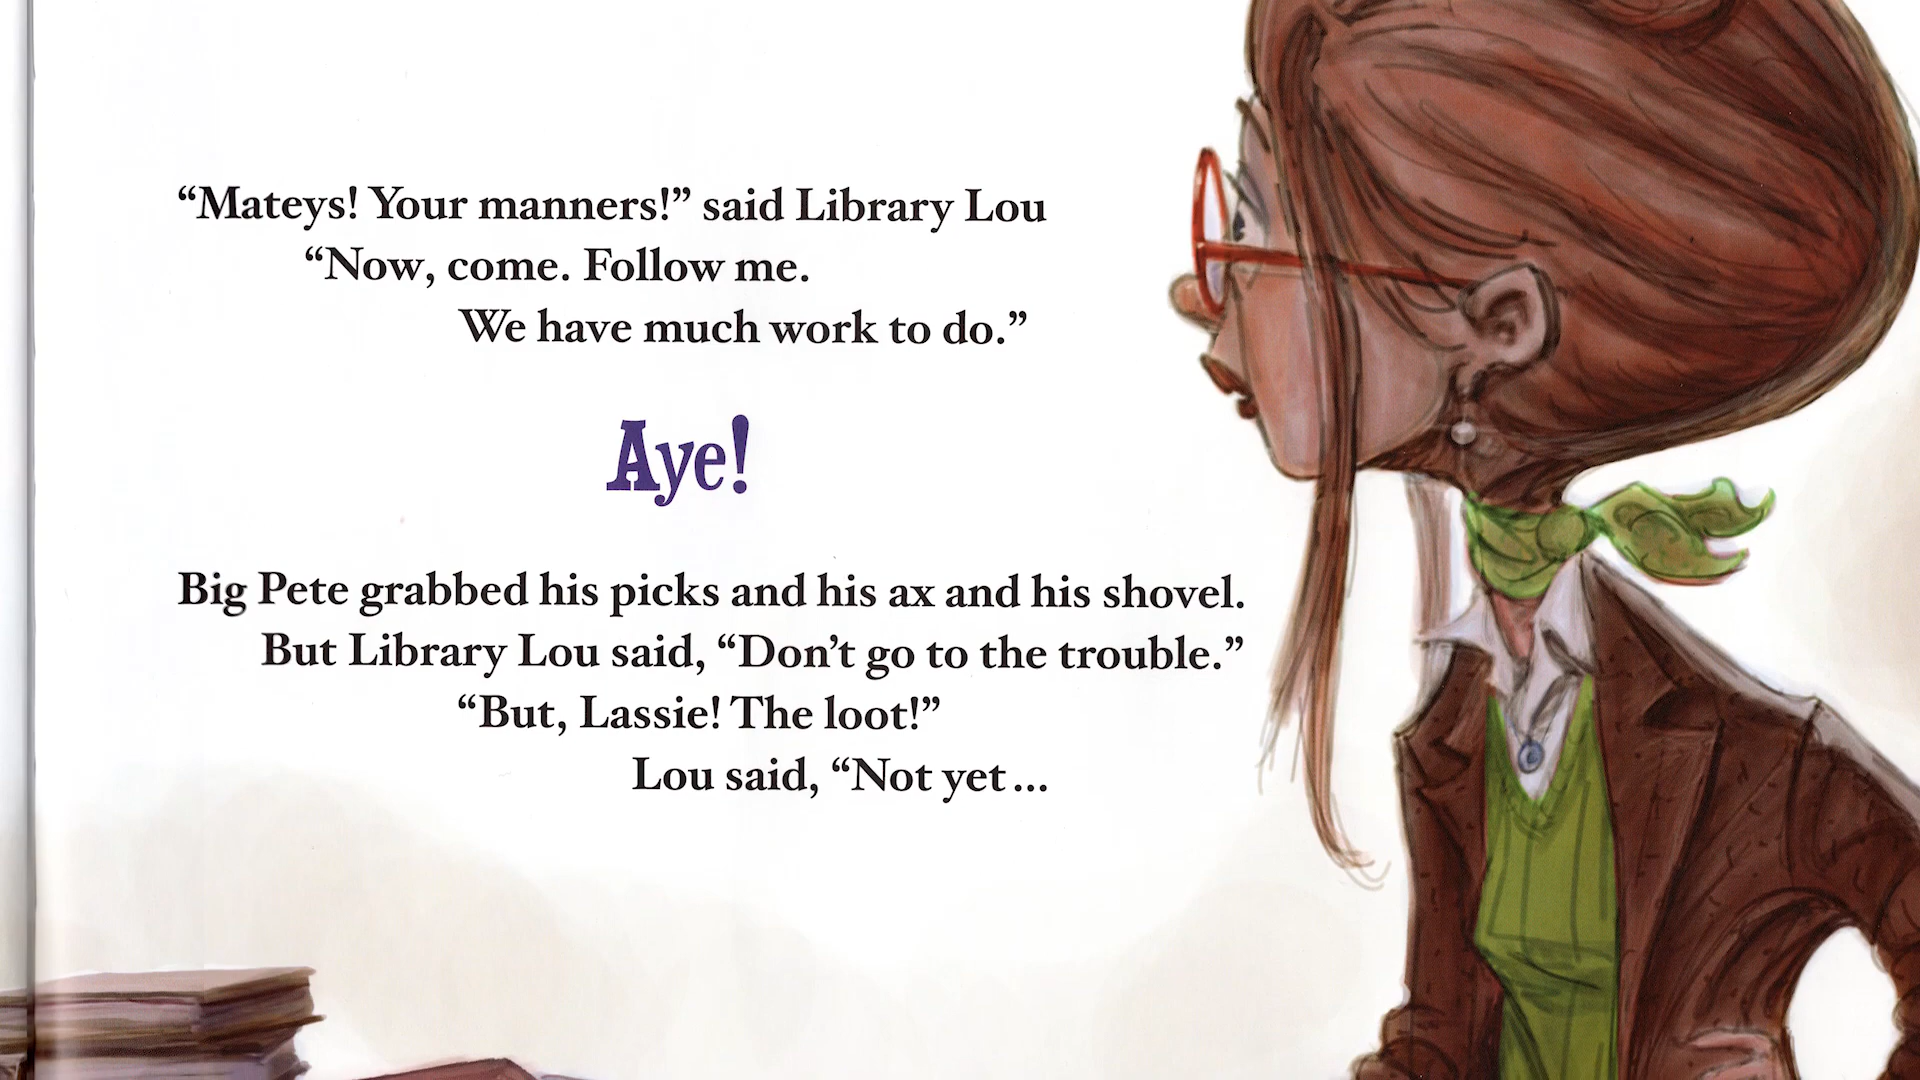 “Mateys! Your manners!” said Library Lou
“Now, come. Follow me.
We have much work to do.”
Aye!
Big Pete grabbed his picks and his ax and his shovel.
But Library Lou said, “Don’t go to the trouble.”
“But, Lassie! The loot!”
Lou said, “Not yet...